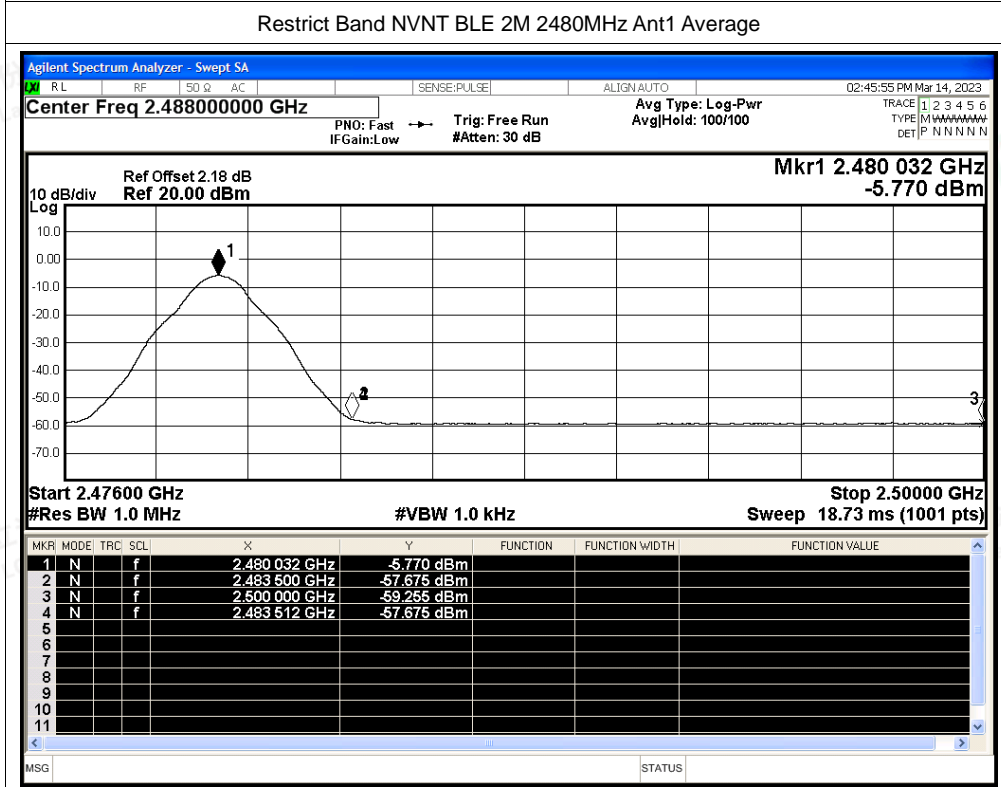 Restrict Band NVNT BLE 2M 2480MHz Ant1 Average
Agilent Spectrum Analyzer - Swept SA
LXI RL RF 50 Ω AC SENSE:PULSE ALIGN AUTO 02:45:55 PM Mar 14, 2023
Center Freq 2.488000000 GHz Avg Type: Log-Pwr TRACE 1 2 3 4 5 6
PNO: Fast Trig: Free Run Avg|Hold: 100/100 TYPE M WWWWW
IFGain:Low #Atten: 30 dB DET P N N N N N
Mkr1 2.480 032 GHz
Ref Offset 2.18 dB
10 dB/div Ref 20.00 dBm -5.770 dBm
Log
10.0
1
0.00
-10.0
-20.0
-30.0
-40.0
-50.0
3
-60.0
-70.0
Start 2.47600 GHz Stop 2.50000 GHz
#Res BW 1.0 MHz #VBW 1.0 kHz Sweep 18.73 ms (1001 pts)
MKR MODE TRC SCL X Y FUNCTION FUNCTION WIDTH FUNCTION VALUE
1 N f 2.480 032 GHz -5.770 dBm
2 N f 2.483 500 GHz -57.675 dBm
3 N f 2.500 000 GHz -59.255 dBm
4 N f 2.483 512 GHz -57.675 dBm
5
6
7
8
9
10
11
MSG STATUS